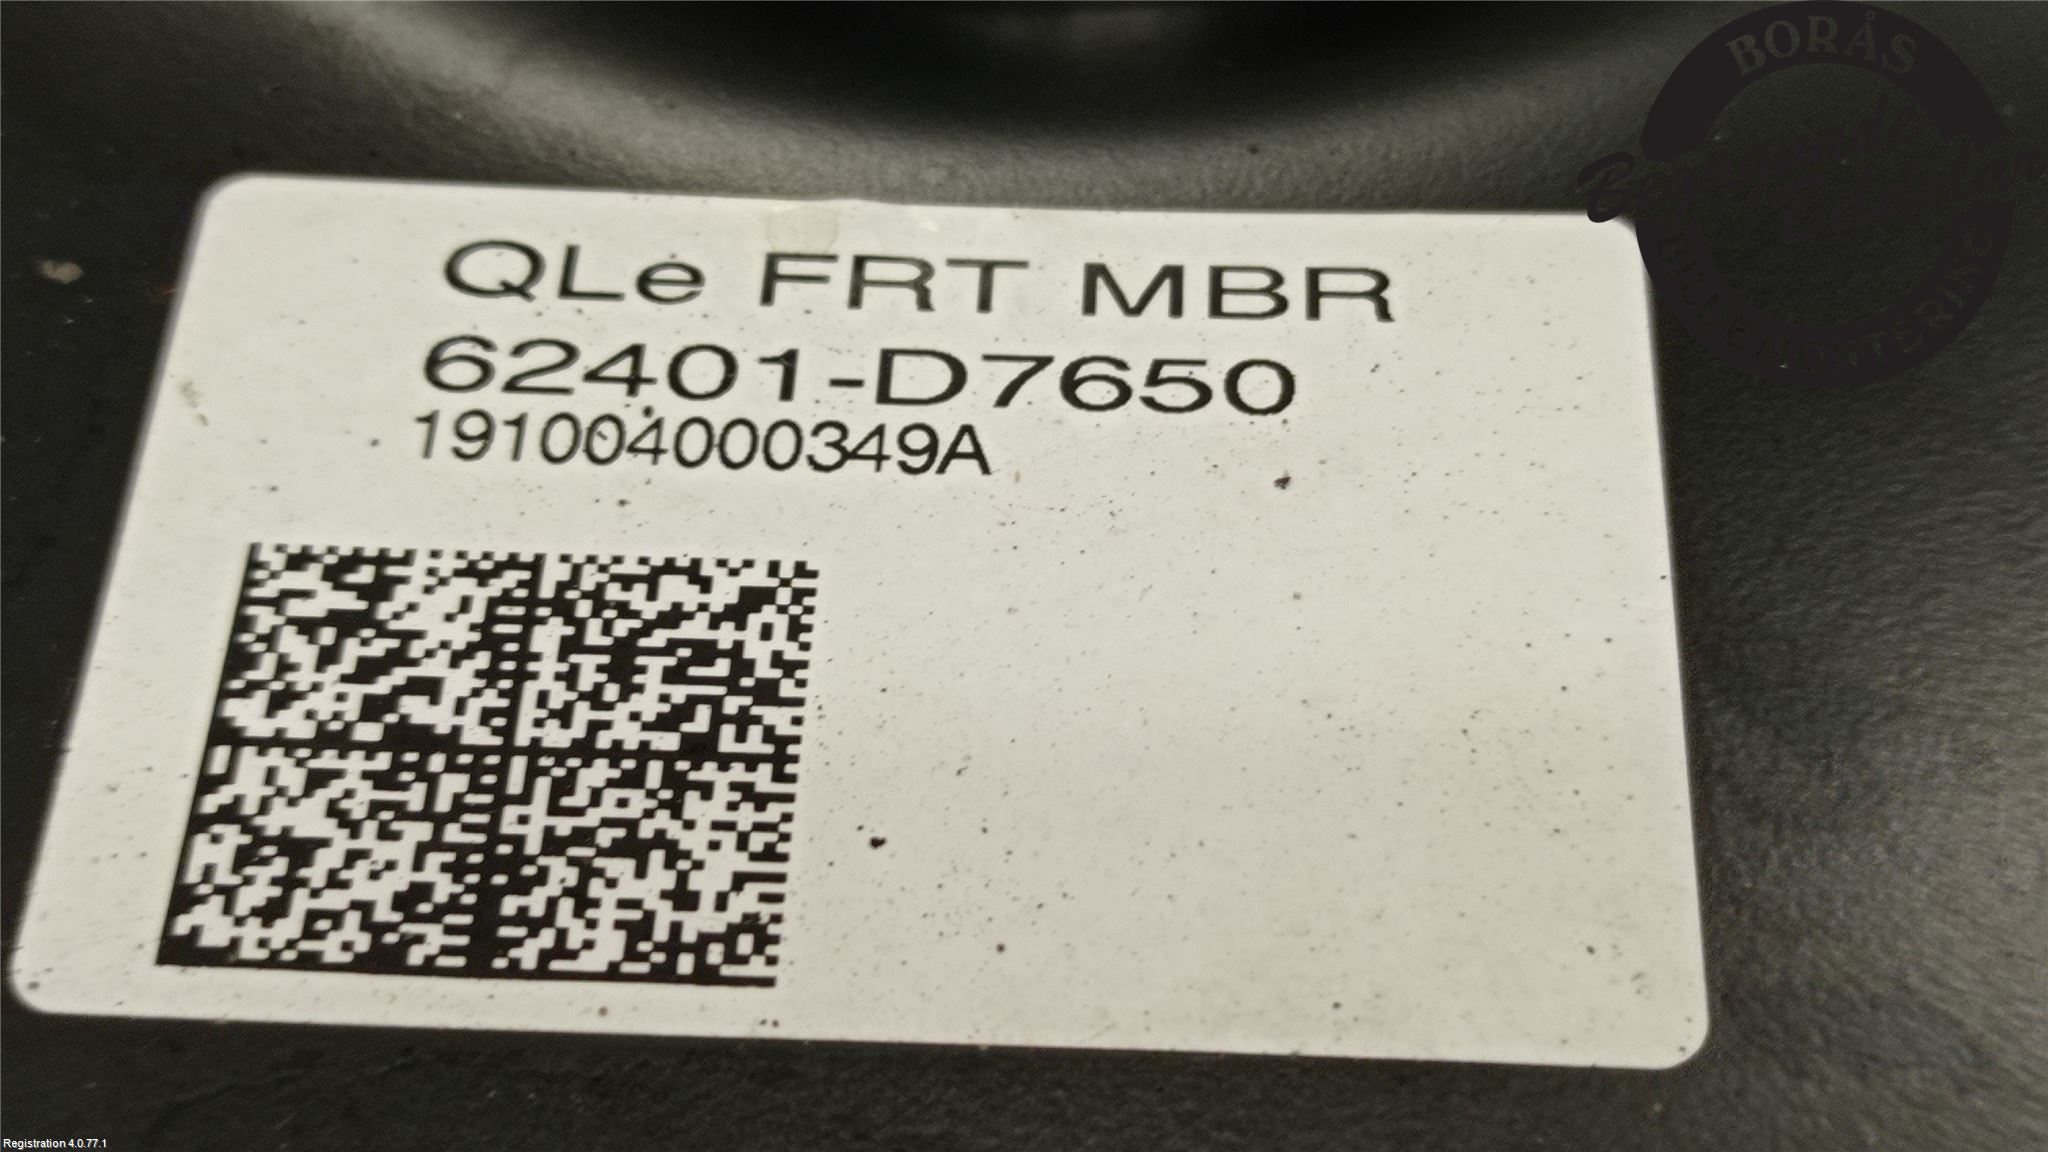 BORÅS
QLe FRT MBR
62401-D7650
191004000349A
Registration 4.0.77.1